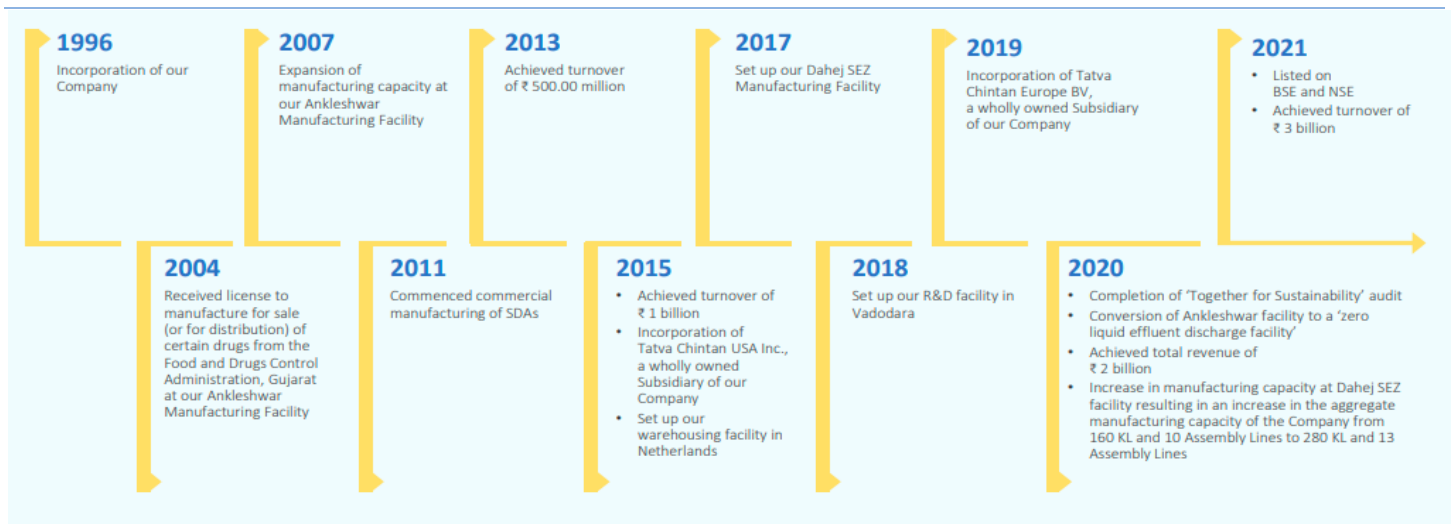 1996
Incorporation of our
Company
2004
Received license to
manufacture for sale
(or for distribution) of
certain drugs from the
Food and Drugs Control
Administration, Gujarat
at our Ankleshwar
Manufacturing Facility
2007
Expansion of
manufacturing capacity at
our Ankleshwar
Manufacturing Facility
2011
Commenced commercial
manufacturing of SDAs
2013
Achieved turnover
of ₹ 500.00 million
2015
• Achieved turnover of
₹ 1 billion
• Incorporation of
Tatva Chintan USA Inc.,
a wholly owned
Subsidiary of our
Company
• Set up our
warehousing facility in
Netherlands
2017
Set up our Dahej SEZ
Manufacturing Facility
2018
Set up our R&D facility in
Vadodara
2019
Incorporation of Tatva
Chintan Europe BV,
a wholly owned Subsidiary
of our Company
2020
• Completion of ‘Together for Sustainability’ audit
• Conversion of Ankleshwar facility to a ‘zero
liquid effluent discharge facility’
• Achieved total revenue of
₹ 2 billion
• Increase in manufacturing capacity at Dahej SEZ
facility resulting in an increase in the aggregate
manufacturing capacity of the Company from
160 KL and 10 Assembly Lines to 280 KL and 13
Assembly Lines
2021
• Listed on
BSE and NSE
• Achieved turnover of
₹ 3 billion